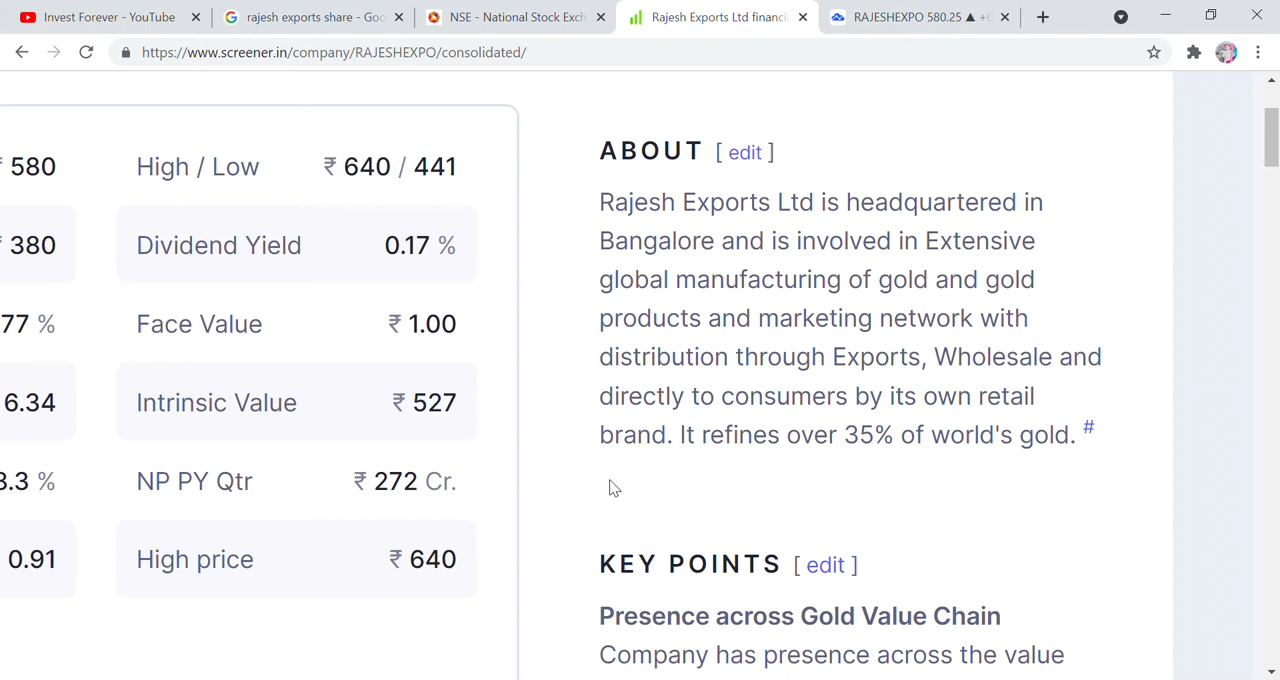 Invest Forever - YouTube
rajesh exports share - Goo
NSE - National Stock Exch
Rajesh Exports Ltd financi
RAJESHEXPO 580.25 ▲ +
https://www.screener.in/company/RAJESHEXPO/consolidated/
580
High / Low ₹ 640 / 441
380
Dividend Yield 0.17 %
77 %
Face Value ₹ 1.00
6.34
Intrinsic Value ₹ 527
3.3 %
NP PY Qtr ₹ 272 Cr.
0.91
High price ₹ 640
ABOUT [ edit ]
Rajesh Exports Ltd is headquartered in
Bangalore and is involved in Extensive
global manufacturing of gold and gold
products and marketing network with
distribution through Exports, Wholesale and
directly to consumers by its own retail
brand. It refines over 35% of world's gold. #
KEY POINTS [ edit ]
Presence across Gold Value Chain
Company has presence across the value